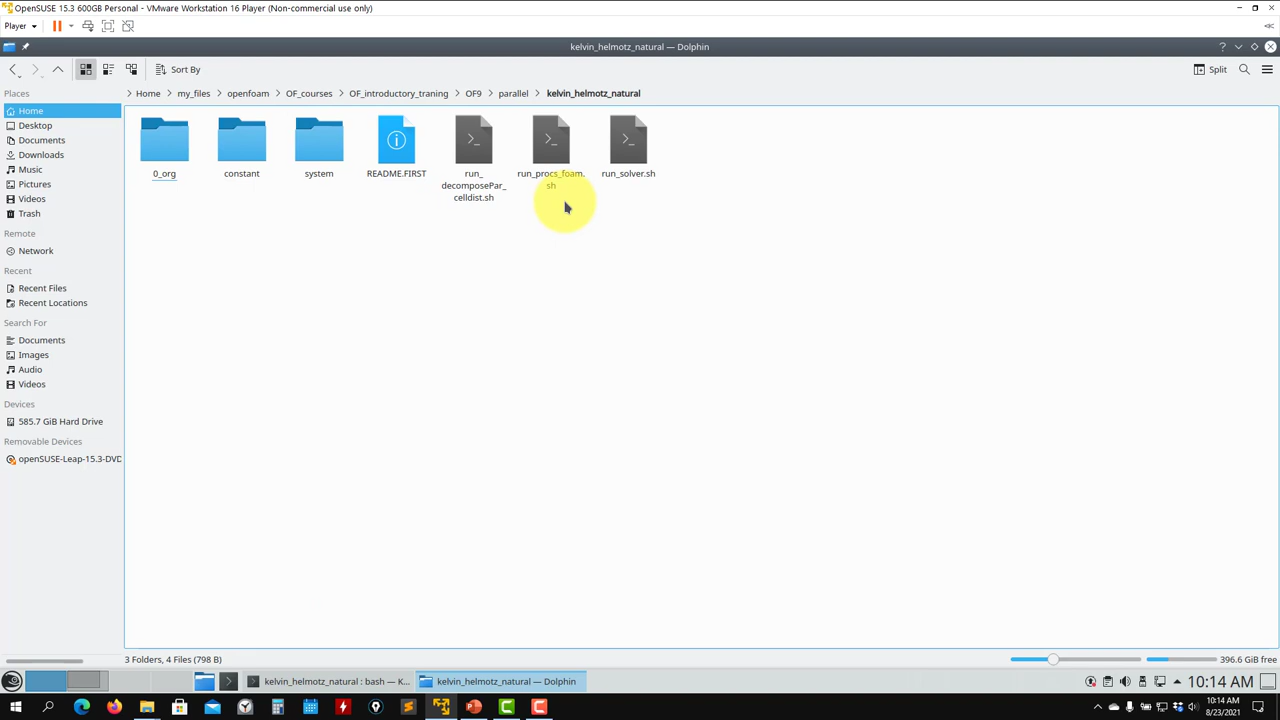 OpenSUSE 15.3 600GB Personal - VMware Workstation 16 Player (Non-commercial use only)
Player
kelvin_helmotz_natural — Dolphin
Sort By
Split
Places
Home
Desktop
Documents
Downloads
Music
Pictures
Videos
Trash
Remote
Network
Recent
Recent Files
Recent Locations
Search For
Documents
Images
Audio
Videos
Devices
585.7 GiB Hard Drive
Removable Devices
openSUSE-Leap-15.3-DVD
Home my_files openfoam OF_courses OF_introductory_traning OF9 parallel kelvin_helmotz_natural
0_org
constant
system
README.FIRST
run_
decomposePar_
celldist.sh
run_procs_foam.
sh
run_solver.sh
3 Folders, 4 Files (798 B)
396.6 GiB free
kelvin_helmotz_natural : bash — K...
kelvin_helmotz_natural — Dolphin
10:14 AM
10:14 AM
8/23/2021